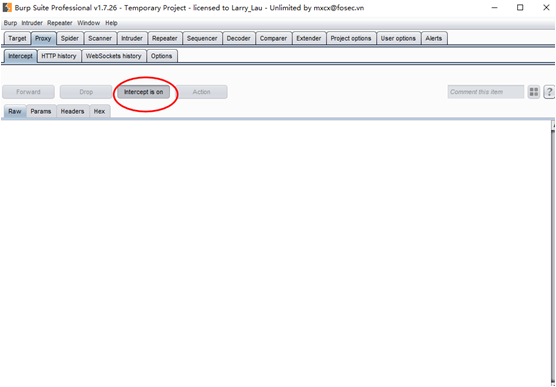 Burp Suite Professional v1.7.26 - Temporary Project - licensed to Larry_Lau - Unlimited by mxcx@fosec.vn
Burp Intruder Repeater Window Help
Target Proxy Spider Scanner Intruder Repeater Sequencer Decoder Comparer Extender Project options User options Alerts
Intercept HTTP history WebSockets history Options
Forward Drop Intercept is on Action Comment this item ?
Raw Params Headers Hex